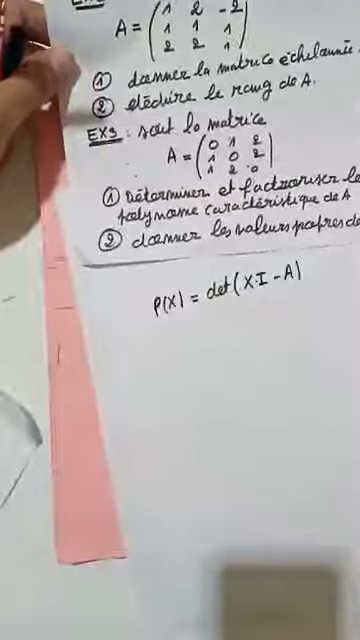 A = ( 1 2 -2
1 1 1
2 2 1 )
① donner la matrice échelonnée
② déduire le rang de A.
EX3 : soit la matrice
A = ( 0 1 2
1 0 2
1 2 0 )
① Déterminer et factoriser le
polynome caractéristique de A
② donner les valeurs propres de
P(X) = det (X·I - A)